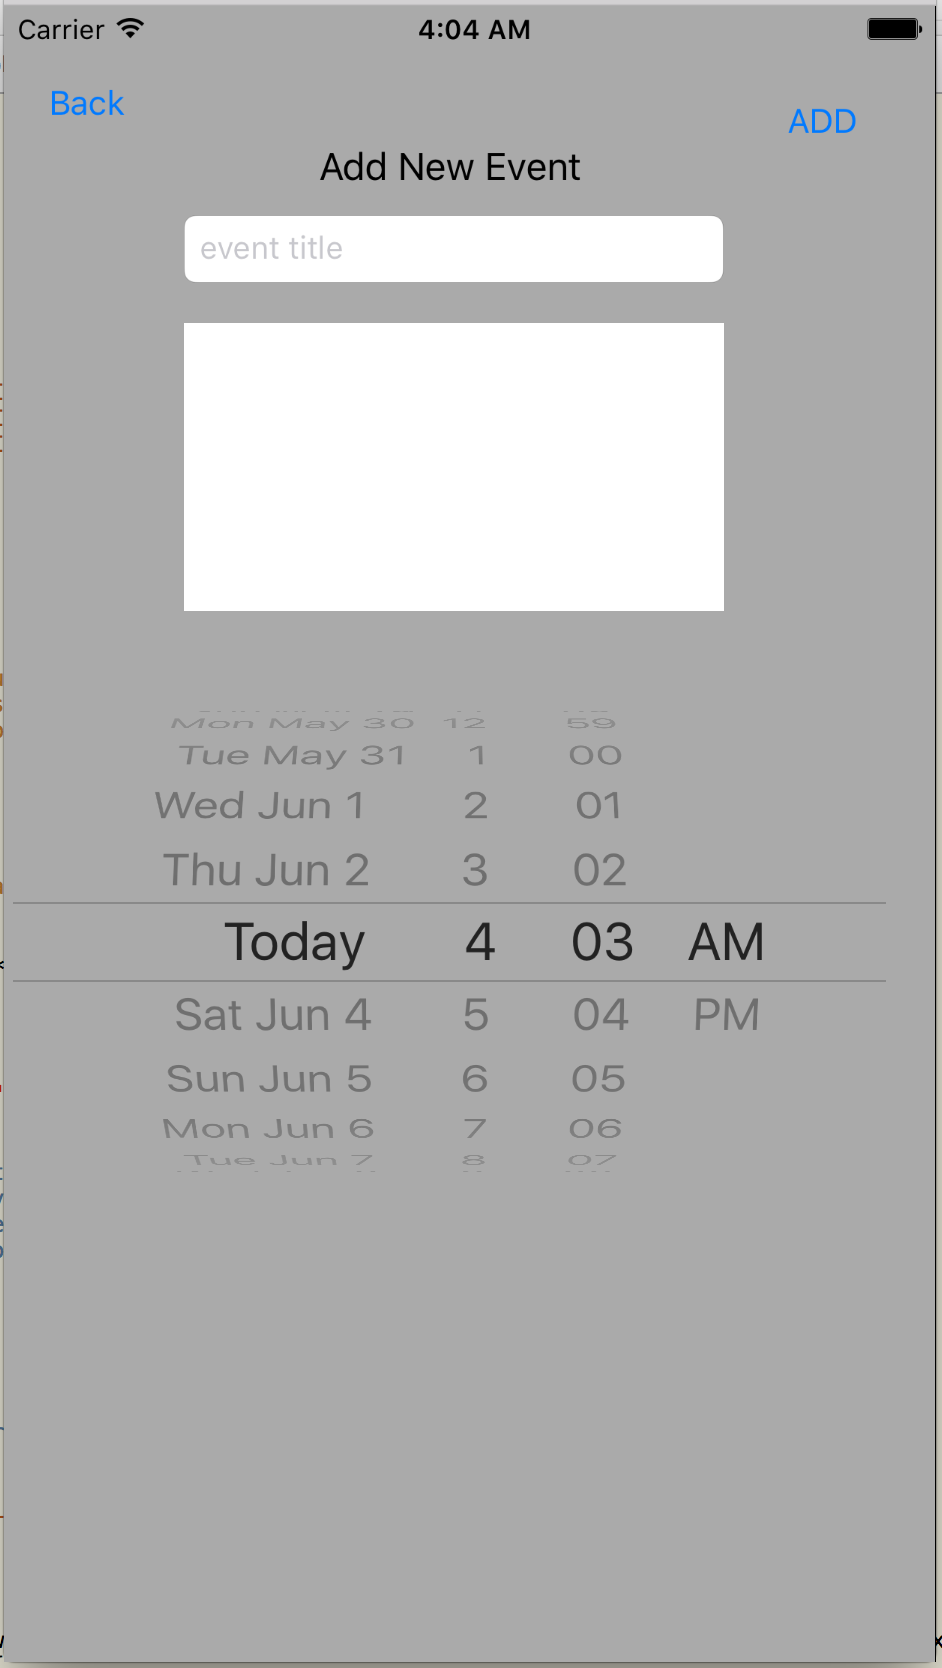 Carrier 4:04 AM
Back
ADD
Add New Event
event title
Mon May 30 12 59
Tue May 31 1 00
Wed Jun 1 2 01
Thu Jun 2 3 02
Today 4 03 AM
Sat Jun 4 5 04 PM
Sun Jun 5 6 05
Mon Jun 6 7 06
Tue Jun 7 8 07